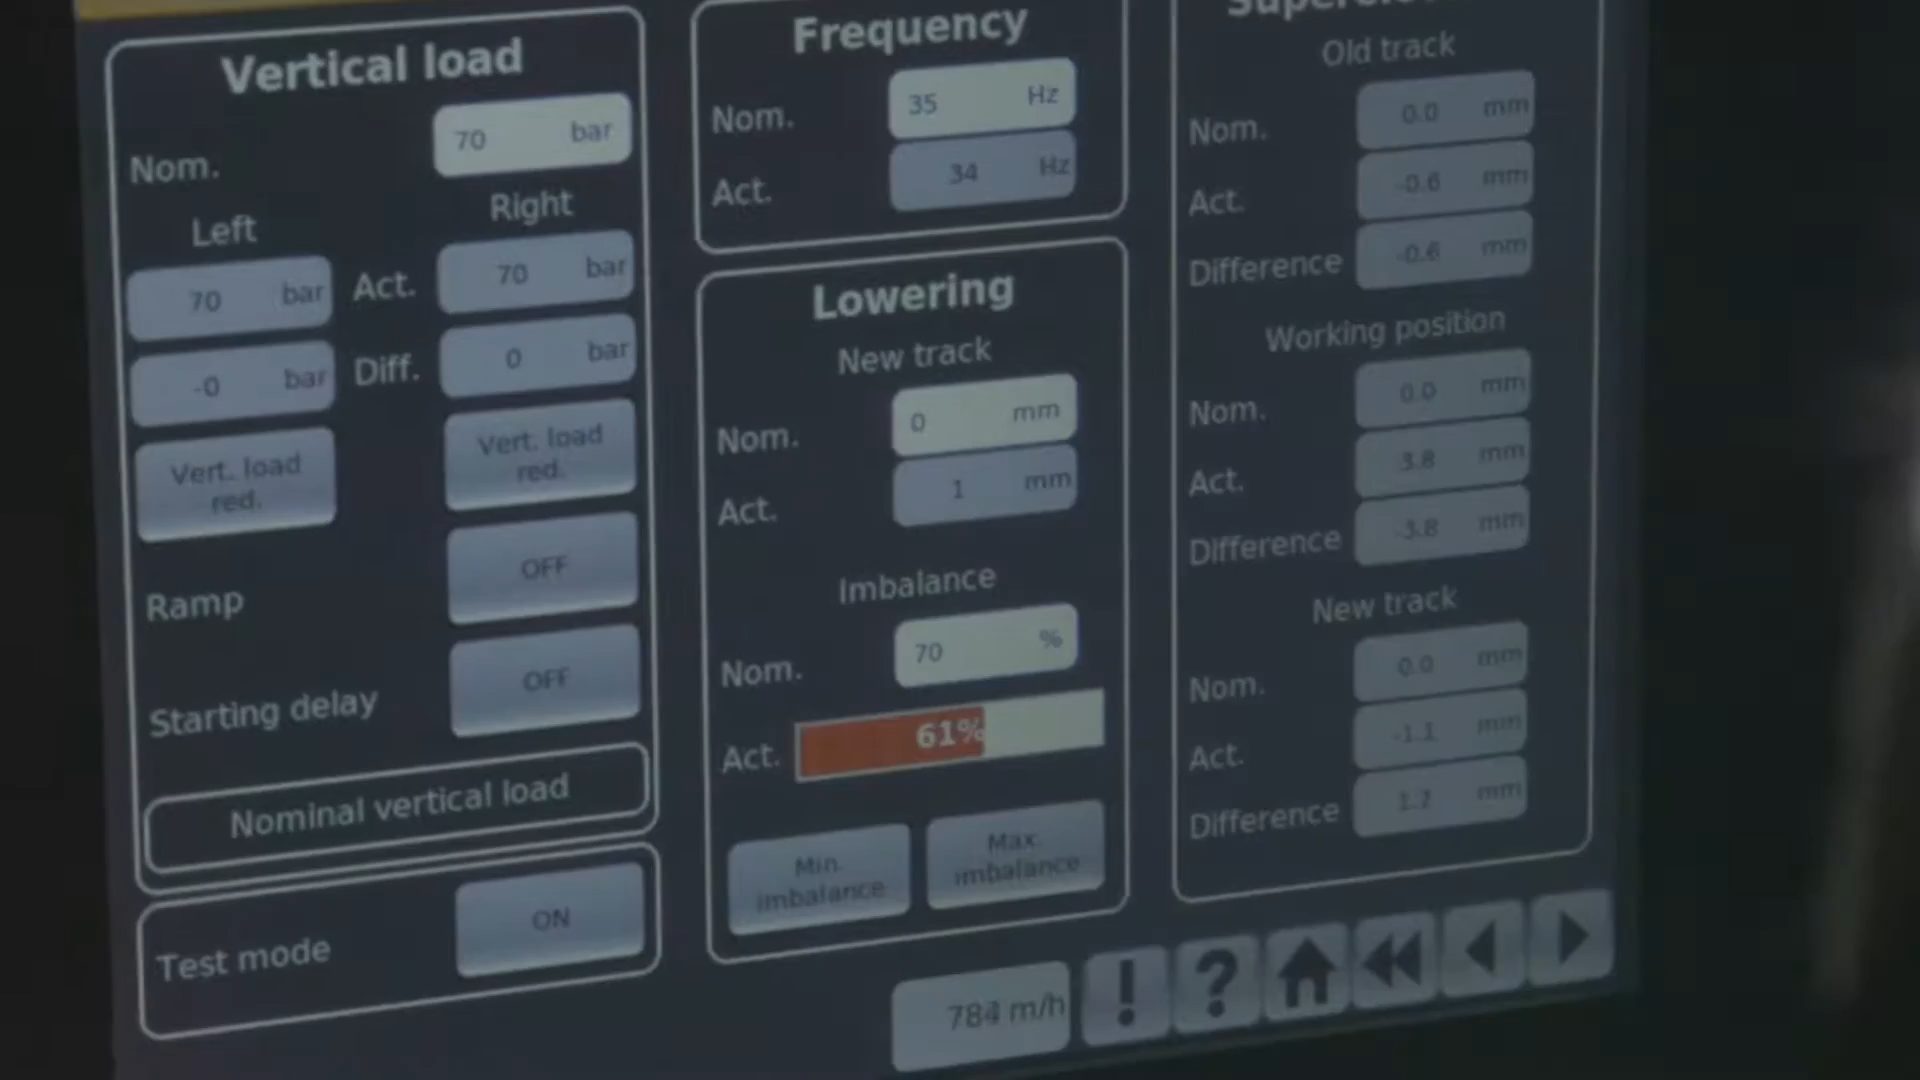 Vertical load
Nom. 70 bar
Left Right
70 bar Act. 70 bar
-0 bar Diff. 0 bar
Vert. load
red.
Vert. load
red.
Ramp OFF
Starting delay OFF
Nominal vertical load
Test mode ON
Frequency
Nom. 35 Hz
Act. 34 Hz
Lowering
New track
Nom. 0 mm
Act. 1 mm
Imbalance
Nom. 70 %
Act. 61%
Min.
imbalance
Max.
imbalance
Old track
Nom. 0.0 mm
Act. -0.6 mm
Difference -0.6 mm
Working position
Nom. 0.0 mm
Act. 3.8 mm
Difference -3.8 mm
New track
Nom. 0.0 mm
Act. -1.1 mm
Difference mm
784 m/h ! ?